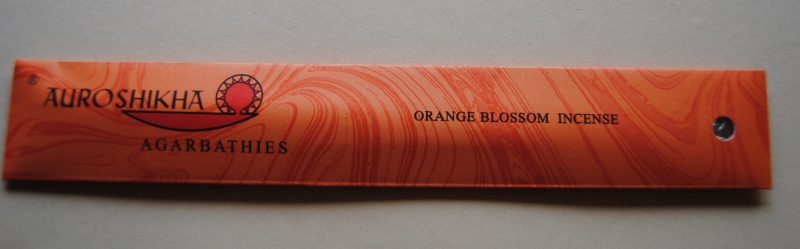 ® AUROSHIKHA
AGARBATHIES
ORANGE BLOSSOM INCENSE